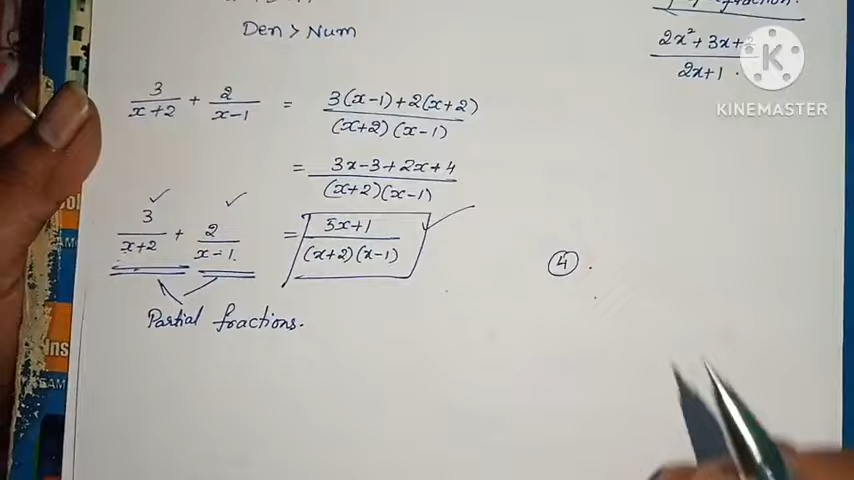 Den > Num
2x² + 3x +
2x+1
3/(x+2) + 2/(x-1) = (3(x-1)+2(x+2))/((x+2)(x-1))
= (3x-3+2x+4)/((x+2)(x-1))
3/(x+2) + 2/(x-1) = (5x+1)/((x+2)(x-1))
4
Partial fractions.
KINEMASTER